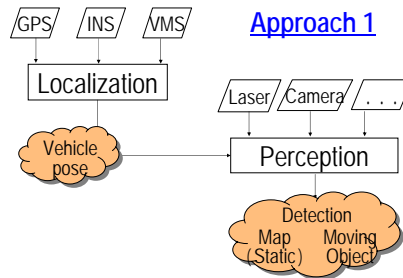 Approach 1
GPS INS VMS
Localization
Laser Camera . . .
Vehicle
pose
Perception
Detection
Map Moving
(Static) Object